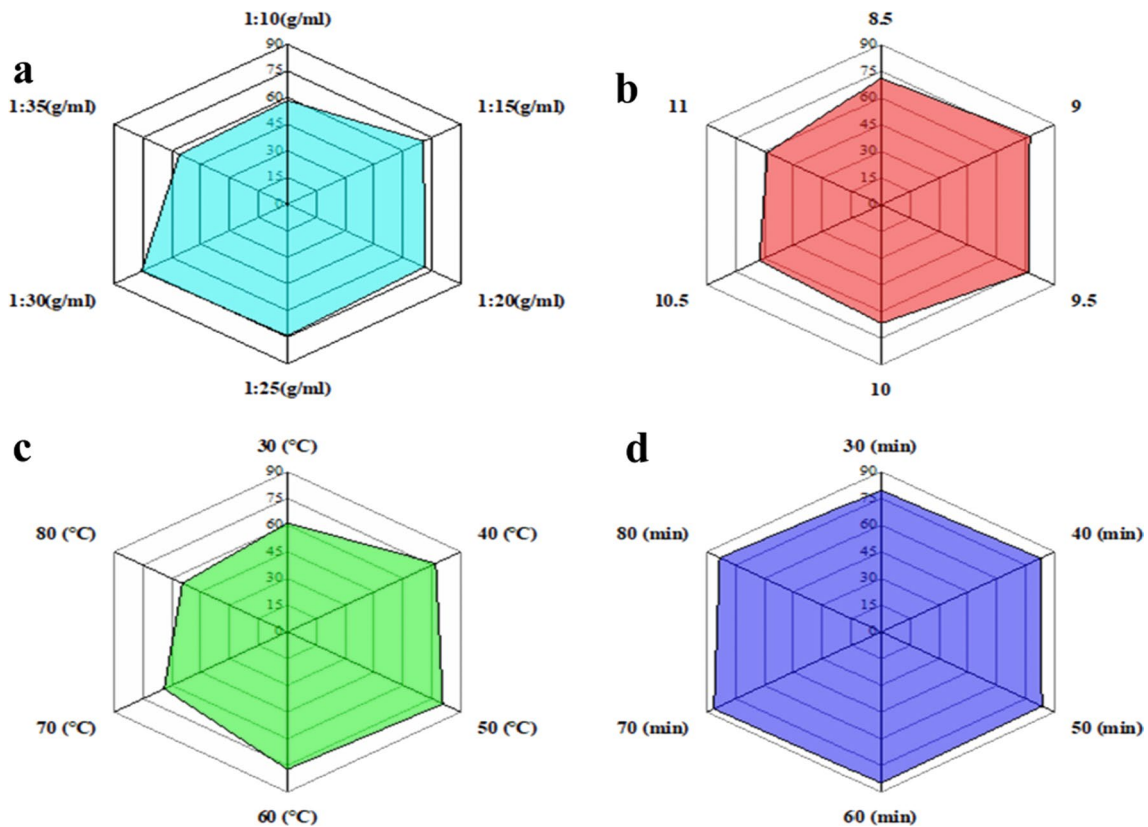 a
1:10(g/ml)
90
75
60
45
30
15
0
1:15(g/ml)
1:20(g/ml)
1:25(g/ml)
1:30(g/ml)
1:35(g/ml)
b
8.5
90
75
60
45
30
15
0
9
9.5
10
10.5
11
c
30 (°C)
90
75
60
45
30
15
0
40 (°C)
50 (°C)
60 (°C)
70 (°C)
80 (°C)
d
30 (min)
90
75
60
45
30
15
0
40 (min)
50 (min)
60 (min)
70 (min)
80 (min)